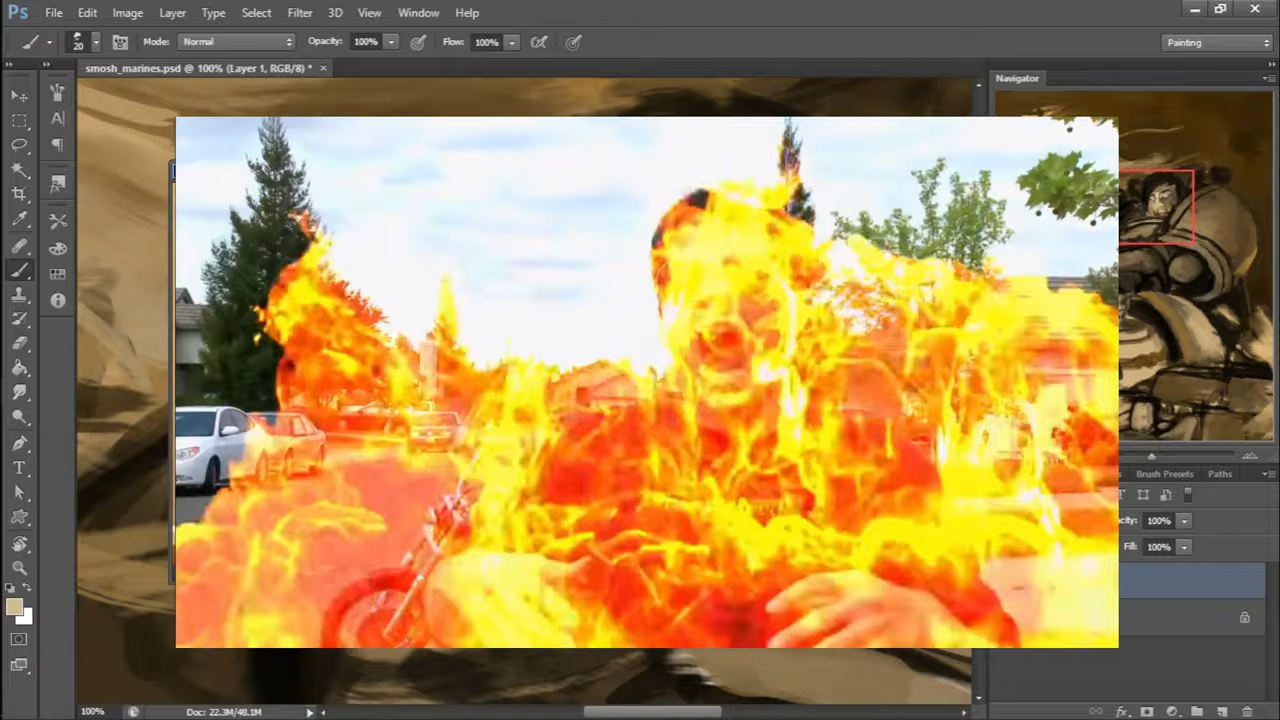 Ps File Edit Image Layer Type Select Filter 3D View Window Help
20 Mode: Normal Opacity: 100% Flow: 100% Painting
smosh_marines.psd @ 100% (Layer 1, RGB/8) * ×
Navigator
Brush Presets Paths
100%
Fill: 100%
100% Doc: 22.3M/48.1M